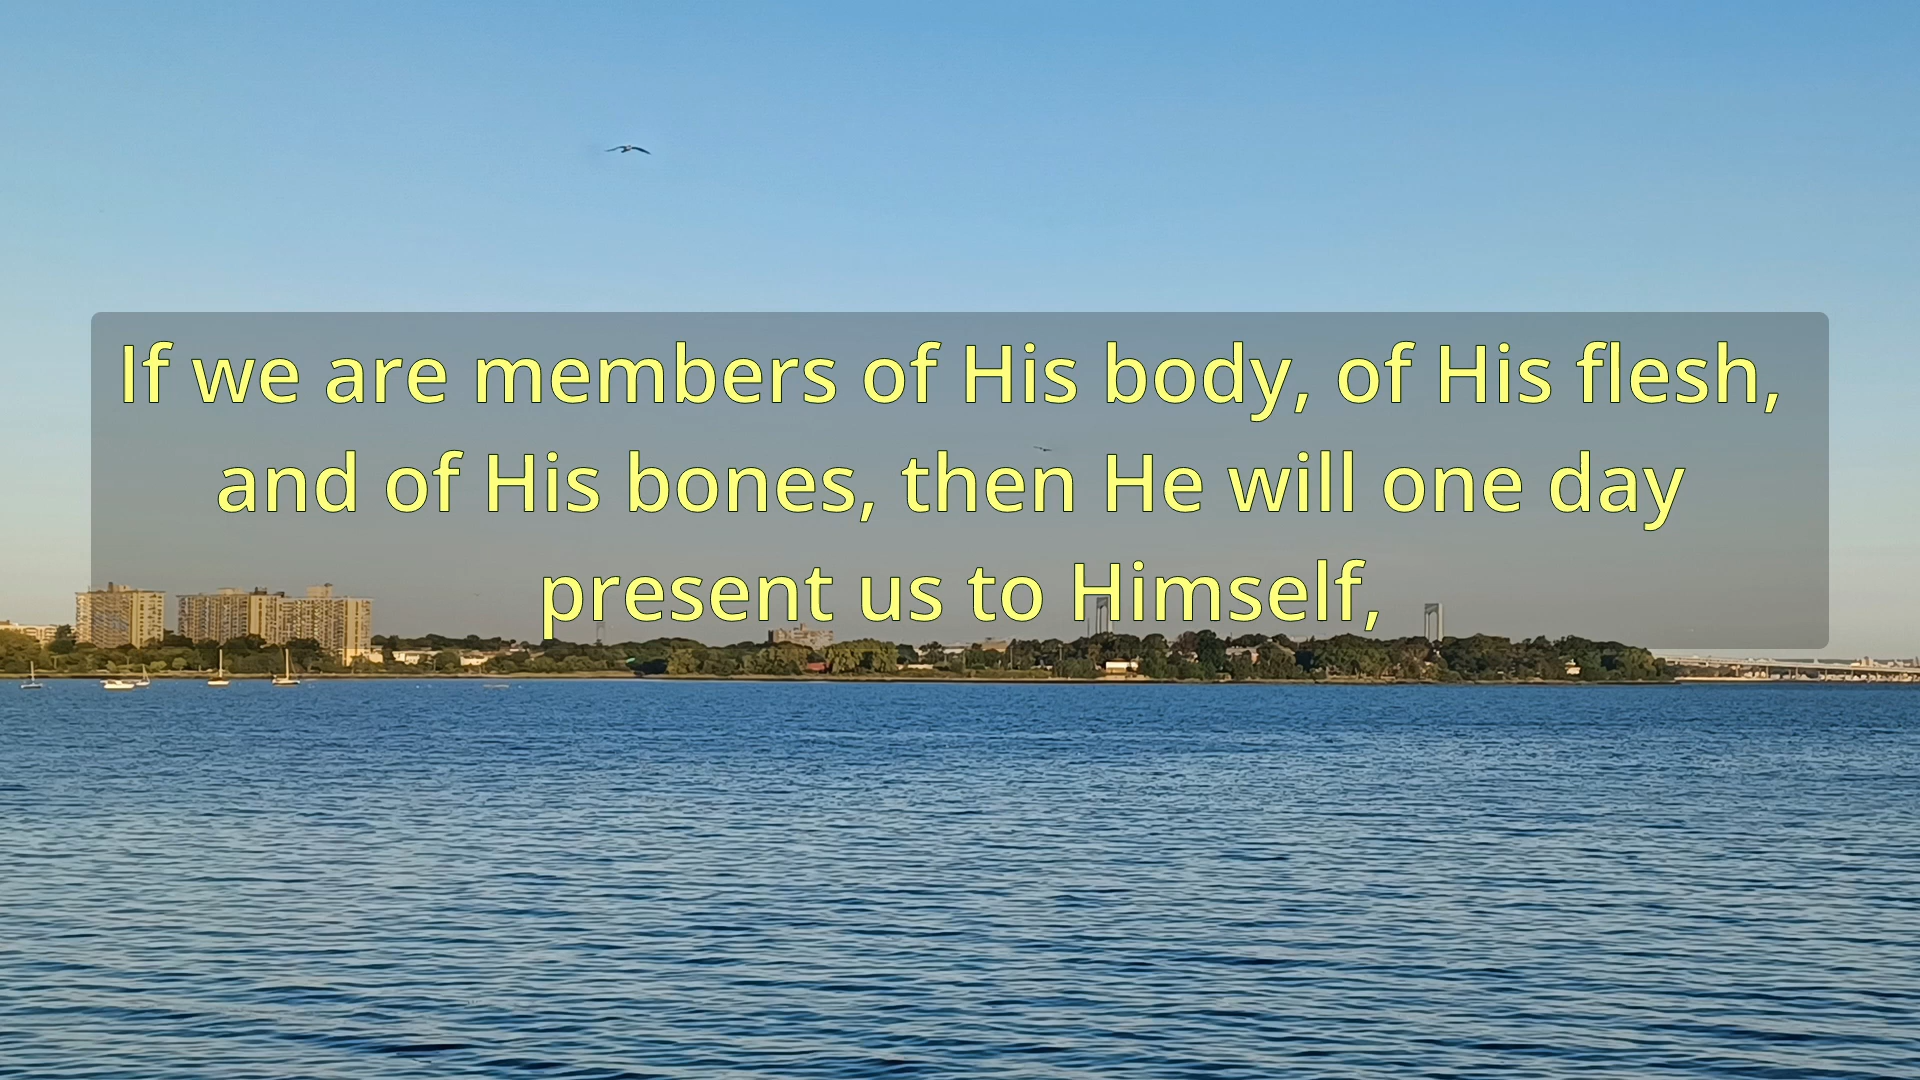 If we are members of His body, of His flesh,
and of His bones, then He will one day
present us to Himself,